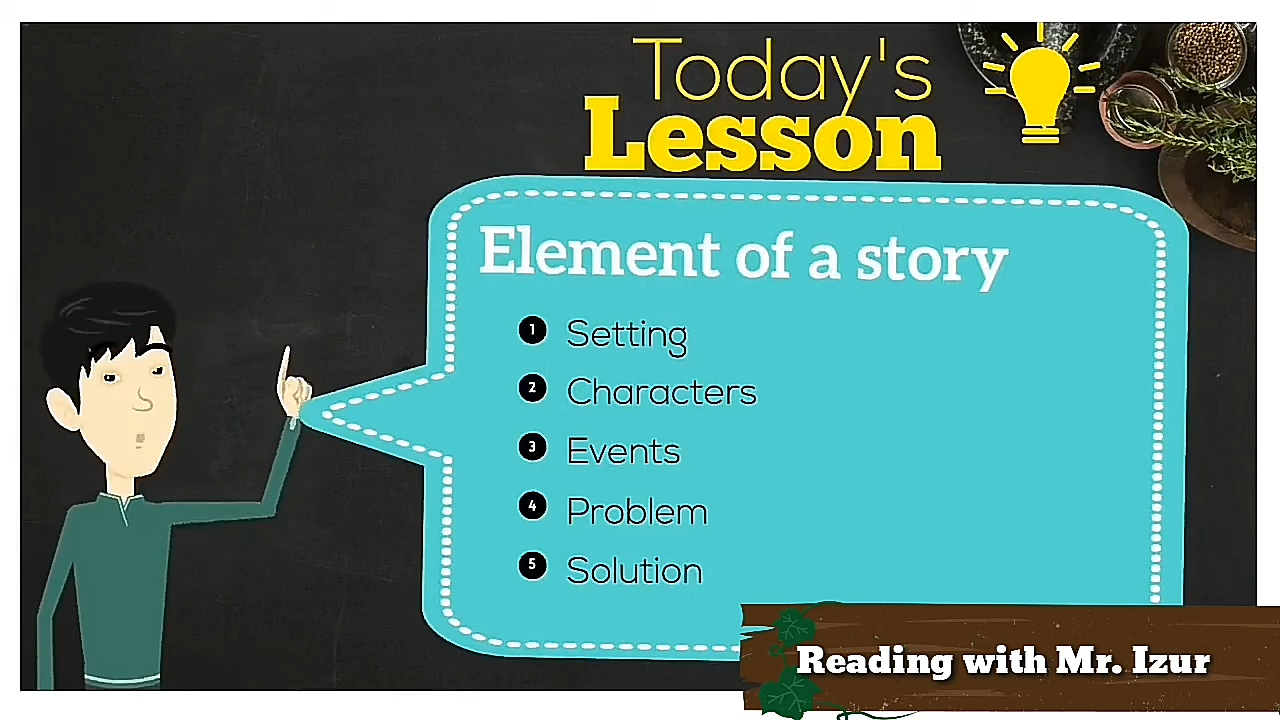 Today's
Lesson
Element of a story
1 Setting
2 Characters
3 Events
4 Problem
5 Solution
Reading with Mr. Izur